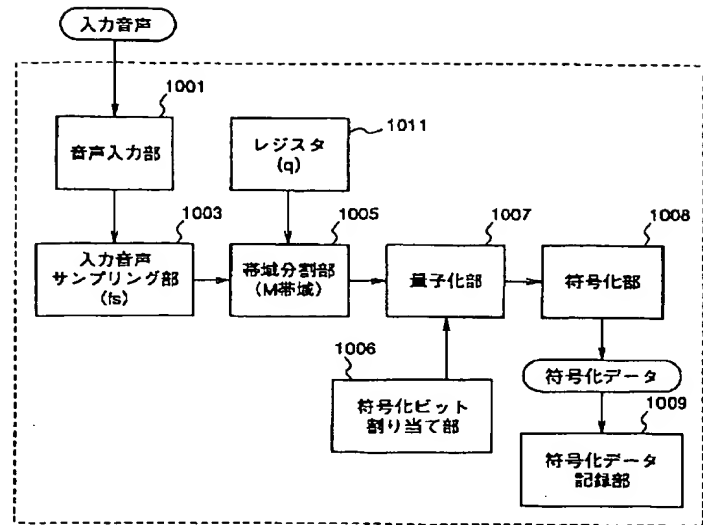 入力音声
1001
音声入力部
1011
レジスタ
(q)
1003
入力音声
サンプリング部
(fs)
1005
帯域分割部
(M帯域)
1007
量子化部
1008
符号化部
1006
符号化ビット
割り当て部
符号化データ
1009
符号化データ
記録部